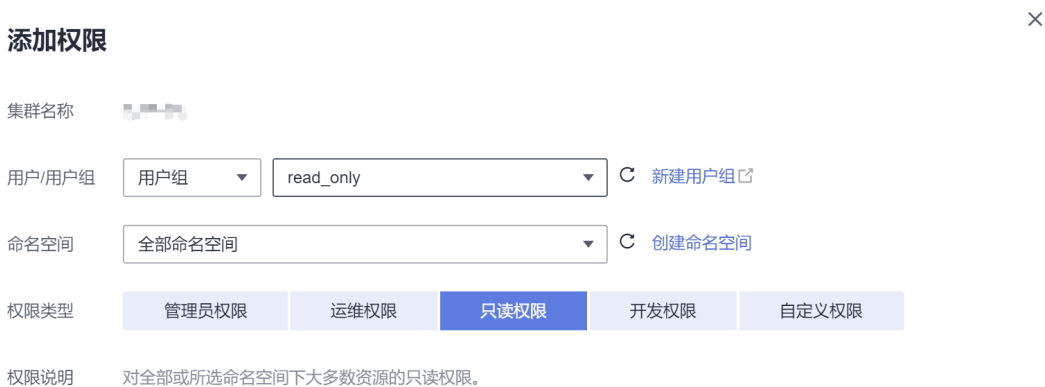 添加权限
集群名称
用户/用户组 用户组 read_only 新建用户组
命名空间 全部命名空间 创建命名空间
权限类型 管理员权限 运维权限 只读权限 开发权限 自定义权限
权限说明 对全部或所选命名空间下大多数资源的只读权限。